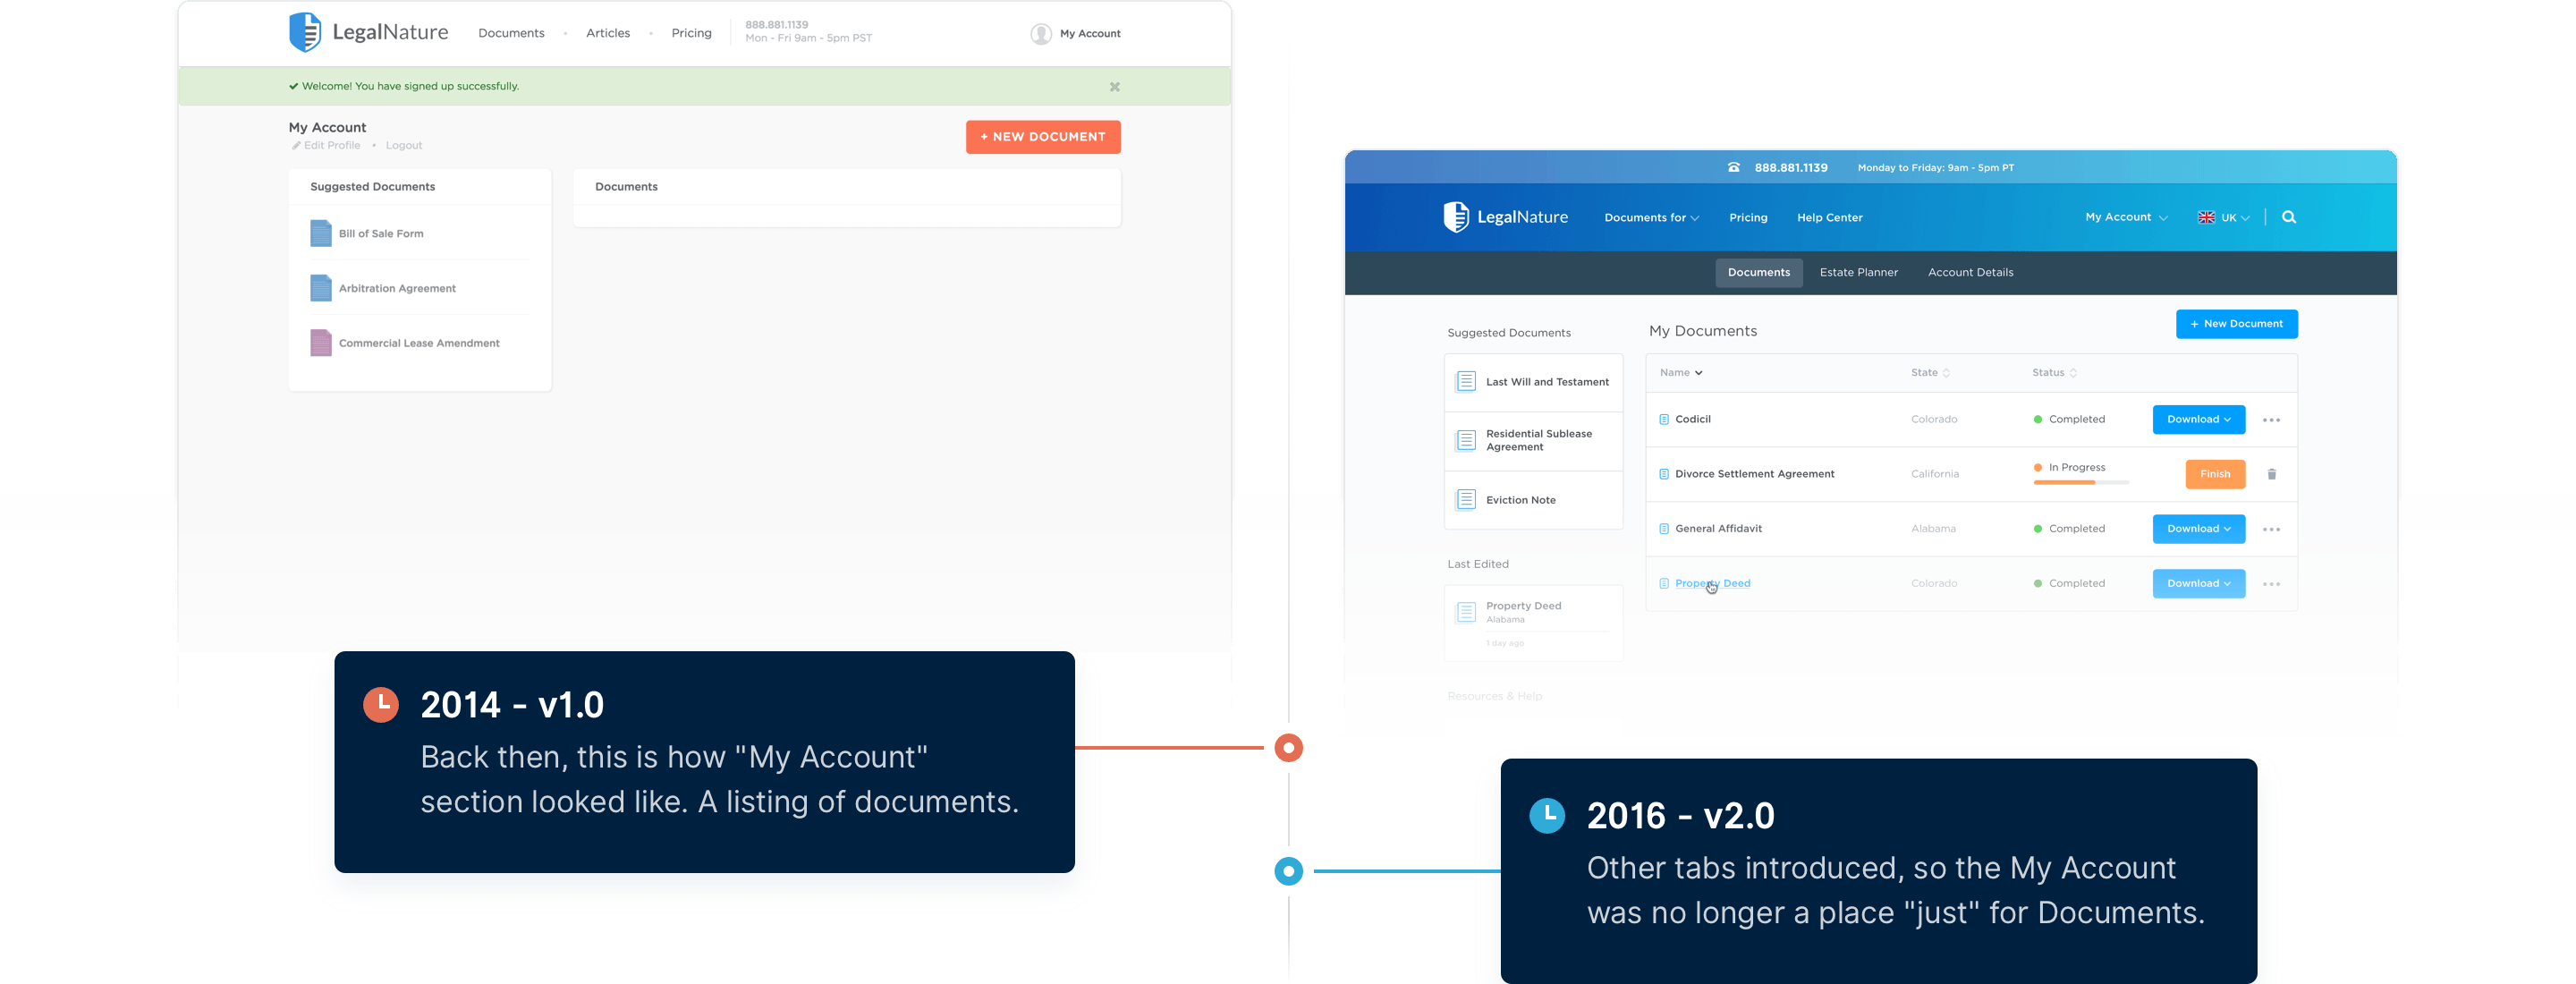 LegalNature
Documents • Articles • Pricing
888.881.1139
Mon - Fri 9am - 5pm PST
My Account
Welcome! You have signed up successfully.
My Account
Edit Profile • Logout
+ NEW DOCUMENT
Suggested Documents
Bill of Sale Form
Arbitration Agreement
Commercial Lease Amendment
Documents
2014 - v1.0
Back then, this is how "My Account"
section looked like. A listing of documents.
888.881.1139 Monday to Friday: 9am - 5pm PT
LegalNature
Documents for Pricing Help Center
My Account UK
Documents Estate Planner Account Details
Suggested Documents
Last Will and Testament
Residential Sublease
Agreement
Eviction Note
Last Edited
Property Deed
Alabama
1 day ago
Resources & Help
My Documents
+ New Document
Name State Status
Codicil Colorado Completed Download
Divorce Settlement Agreement California In Progress Finish
General Affidavit Alabama Completed Download
Property Deed Colorado Completed Download
2016 - v2.0
Other tabs introduced, so the My Account
was no longer a place "just" for Documents.